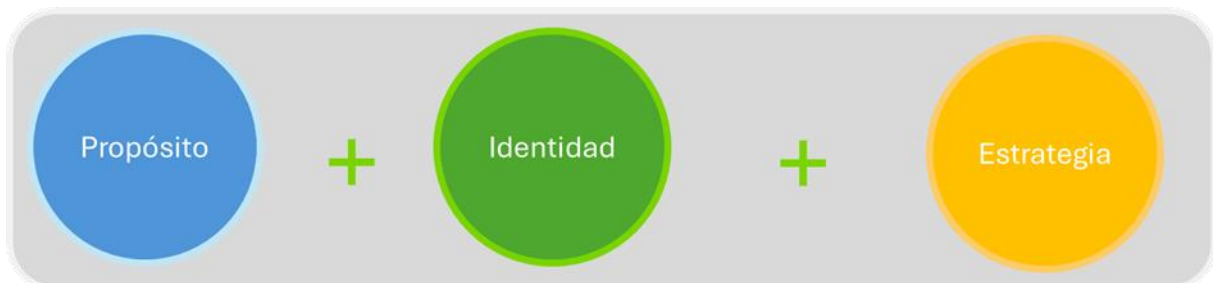 Propósito
+
Identidad
+
Estrategia